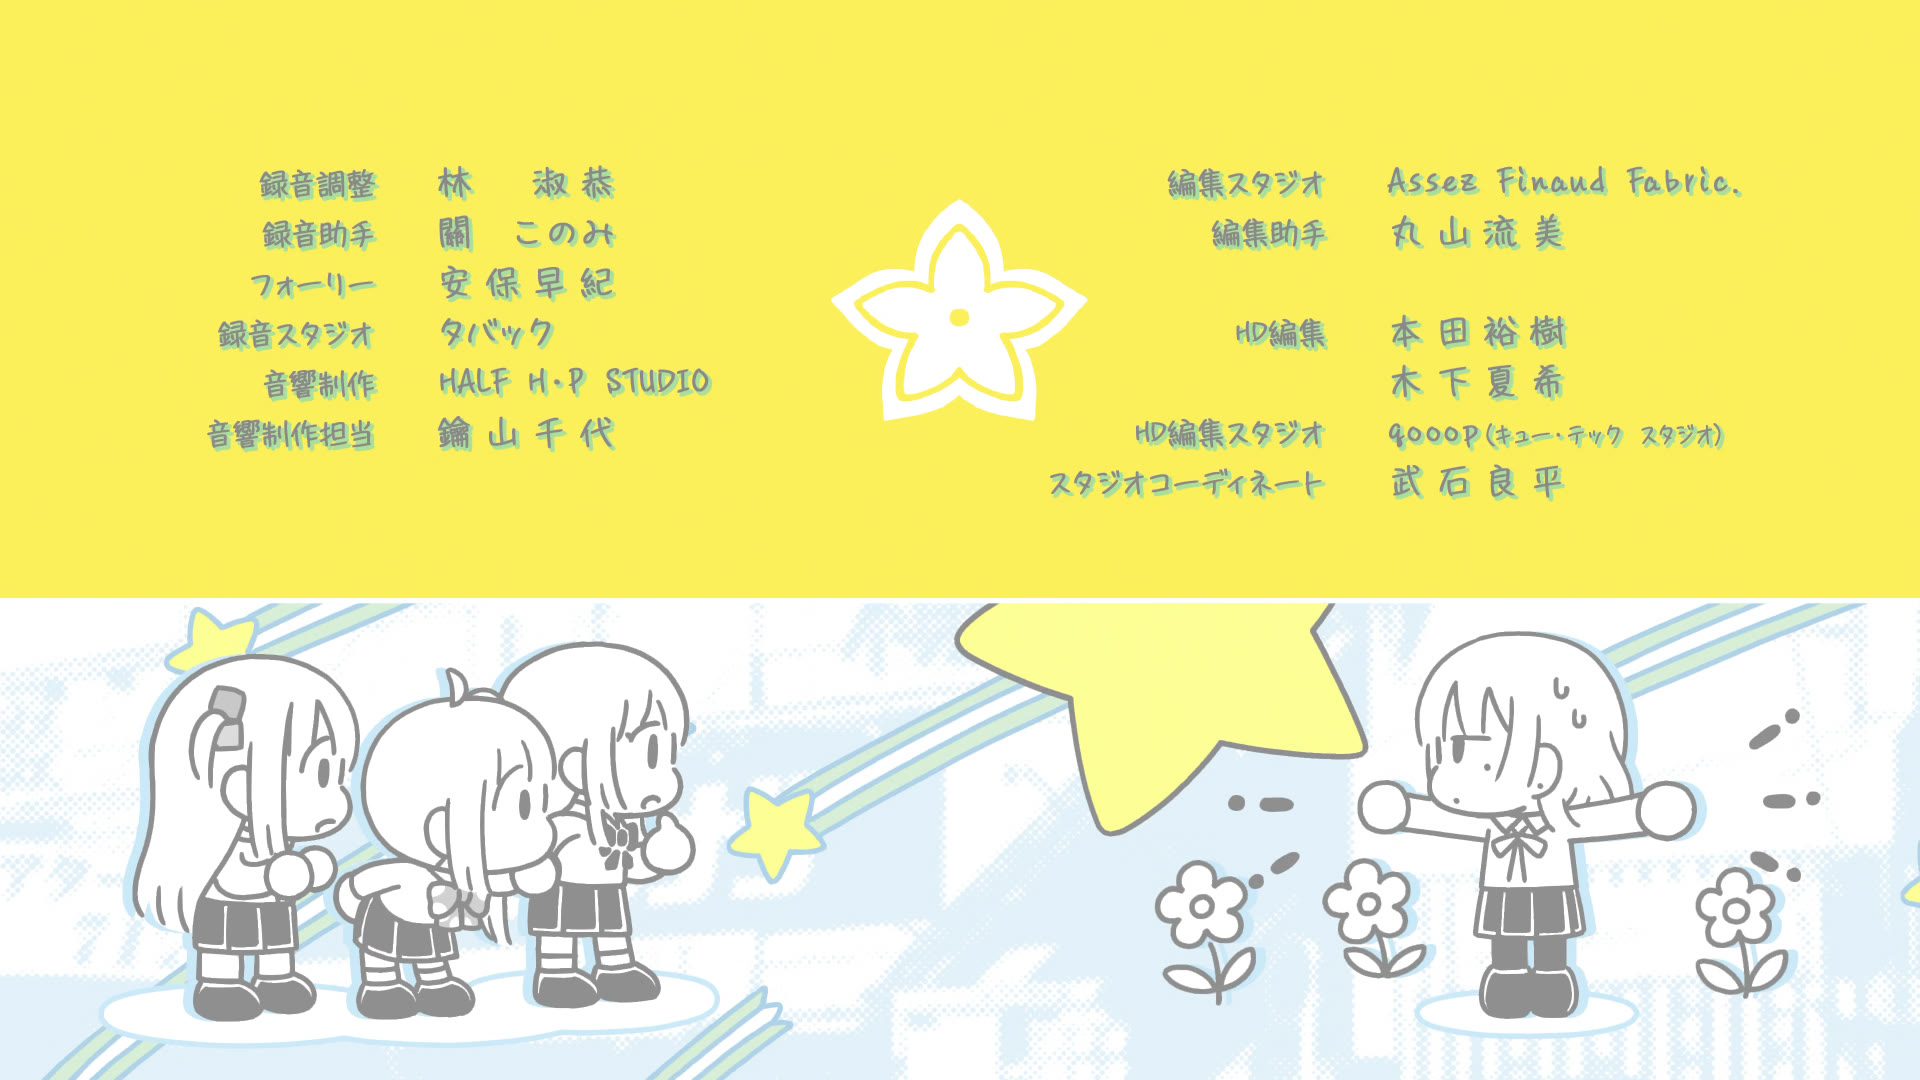 録音調整 林 淑恭
録音助手 關 このみ
フォーリー 安保早紀
録音スタジオ タバック
音響制作 HALF H・P STUDIO
音響制作担当 鑰山千代
編集スタジオ Assez Finaud Fabric.
編集助手 丸山流美
HD編集 本田裕樹
木下夏希
HD編集スタジオ q000p(キュー・テック スタジオ)
スタジオコーディネート 武石良平